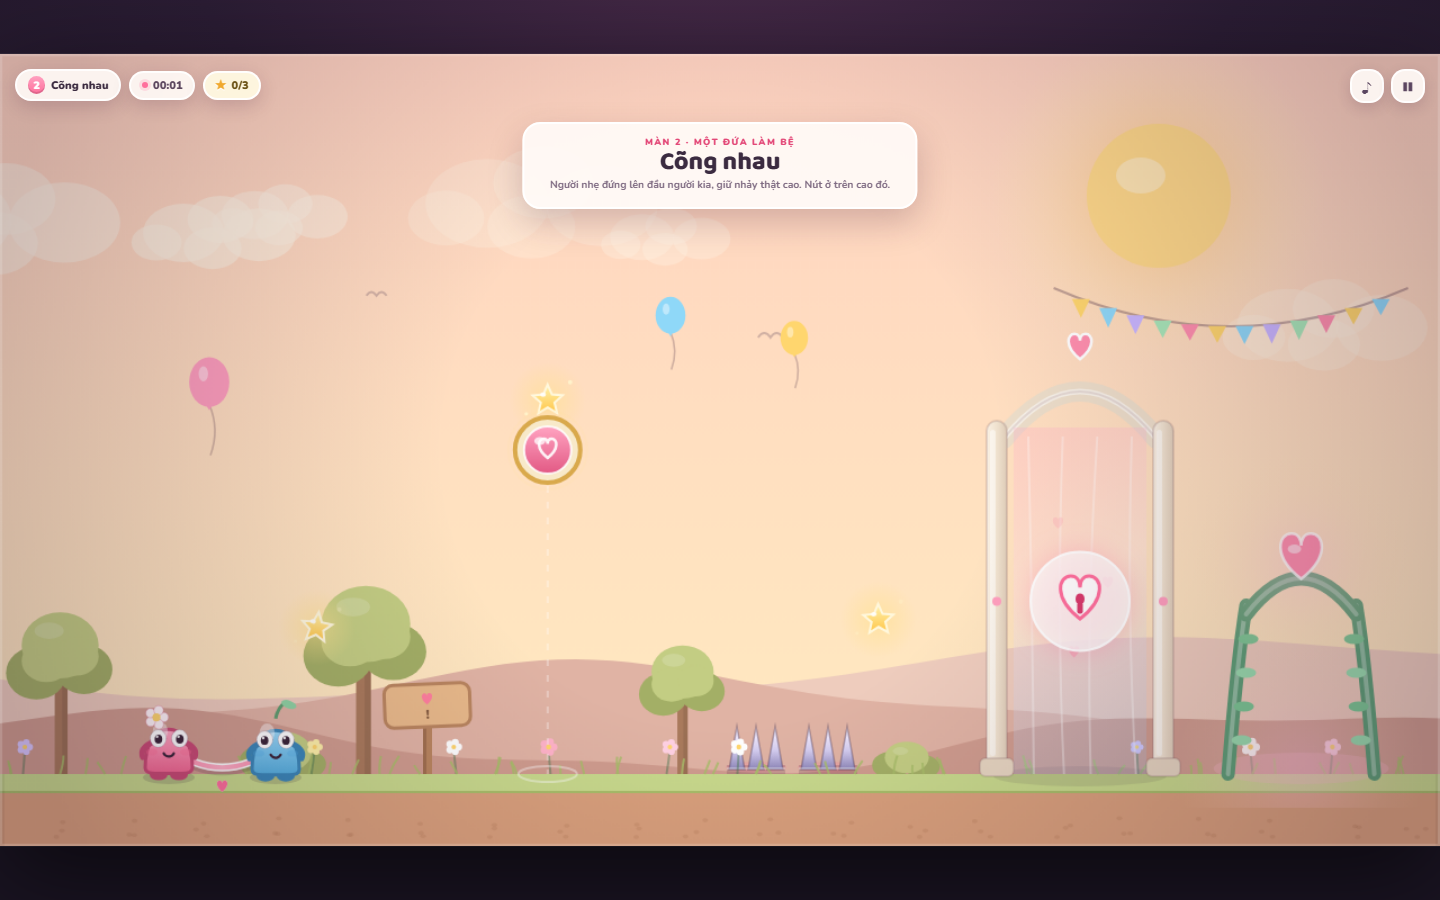 2 Cõng nhau
00:01
0/3
MÀN 2 · MỘT ĐỨA LÀM BỆ
Cõng nhau
Người nhẹ đứng lên đầu người kia, giữ nhảy thật cao. Nút ở trên cao đó.
!